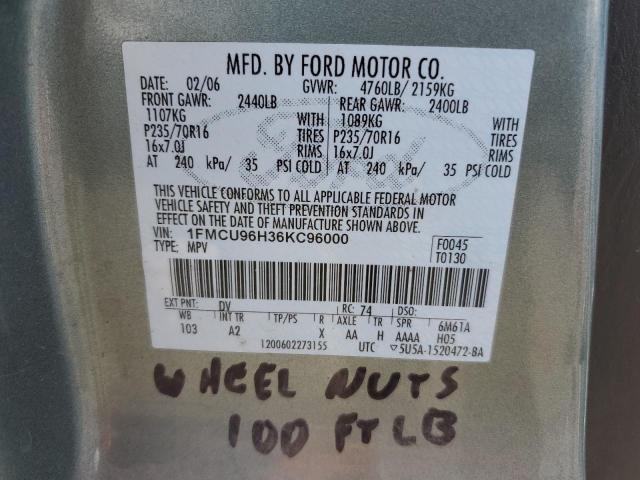 MFD. BY FORD MOTOR CO.
DATE: 02/06 GVWR: 4760LB/ 2159KG
FRONT GAWR: 2440LB REAR GAWR: 2400LB
1107KG WITH 1089KG WITH
P235/70R16 TIRES P235/70R16 TIRES
16x7.0J RIMS 16x7.0J RIMS
AT 240 kPa/ 35 PSI COLD AT 240 kPa/ 35 PSI COLD
Ford
THIS VEHICLE CONFORMS TO ALL APPLICABLE FEDERAL MOTOR
VEHICLE SAFETY AND THEFT PREVENTION STANDARDS IN
EFFECT ON THE DATE OF MANUFACTURE SHOWN ABOVE.
VIN: 1FMCU96H36KC96000 F0045
TYPE: MPV T0130
EXT PNT: DV RC: 74 DSO:
WB INT TR TP/PS R AXLE TR SPR 6M61A
103 A2 X AA H AAAA H05
1200602273155 UTC ▽5U5A-1520472-BA
WHEEL NUTS
100 FT LB